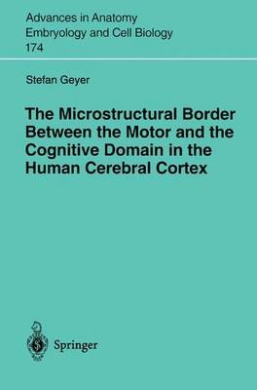 Advances in Anatomy
Embryology and Cell Biology
174
Stefan Geyer
The Microstructural Border
Between the Motor and the
Cognitive Domain in the
Human Cerebral Cortex
Springer